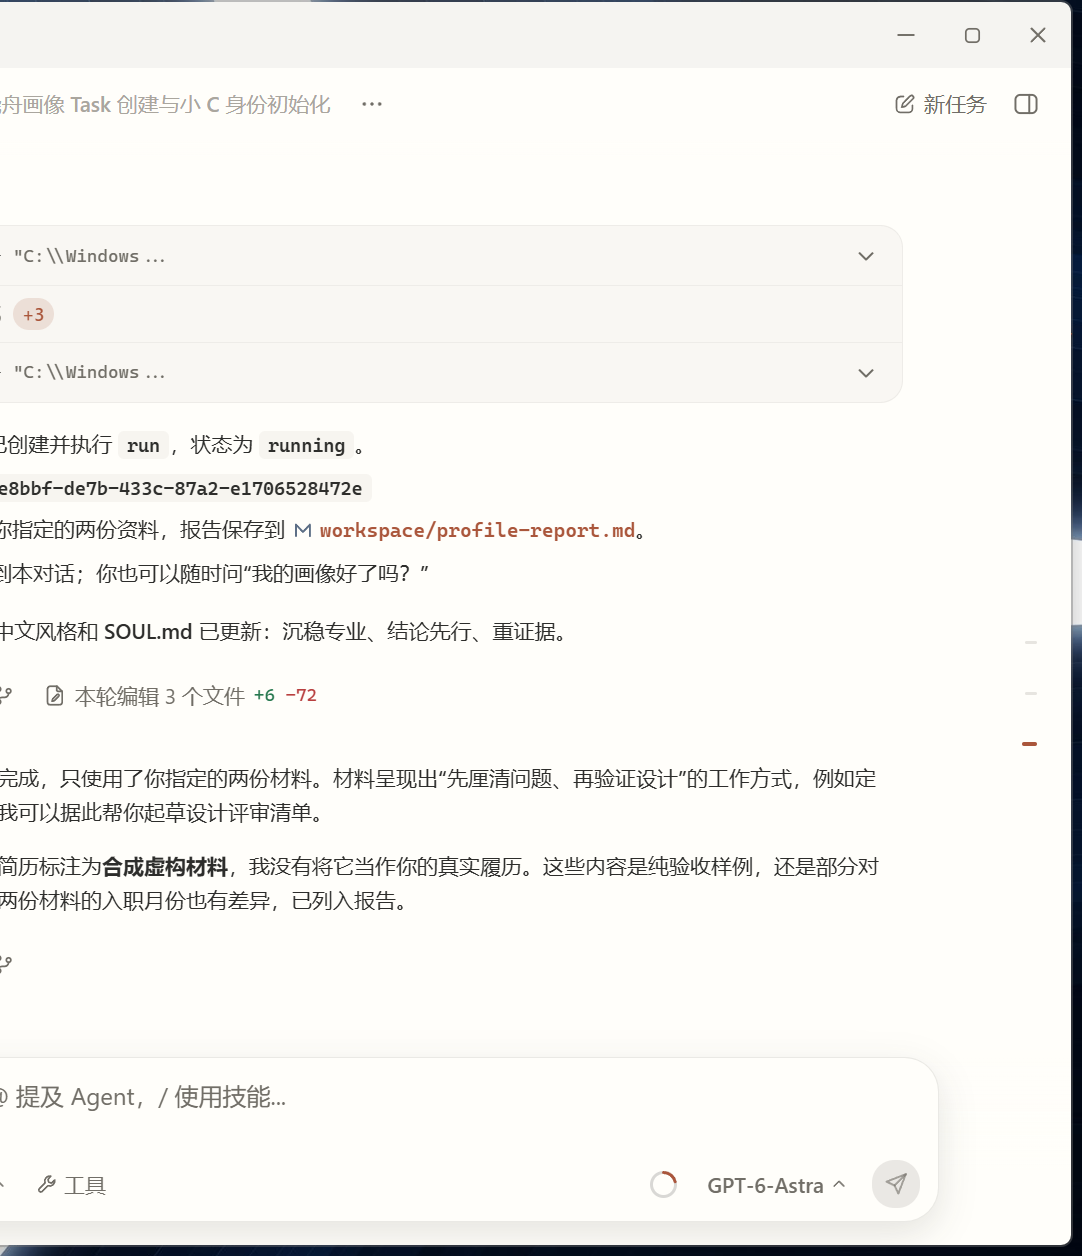 舟画像 Task 创建与小 C 身份初始化 ...
新任务
"C:\\Windows ...
+3
"C:\\Windows ...
已创建并执行 run ，状态为 running 。
e8bbf-de7b-433c-87a2-e1706528472e
你指定的两份资料，报告保存到 workspace/profile-report.md。
到本对话；你也可以随时问“我的画像好了吗？”
中文风格和 SOUL.md 已更新：沉稳专业、结论先行、重证据。
本轮编辑 3 个文件 +6 -72
完成，只使用了你指定的两份材料。材料呈现出“先厘清问题、再验证设计”的工作方式，例如定
我可以据此帮你起草设计评审清单。
简历标注为合成虚构材料，我没有将它当作你的真实履历。这些内容是纯验收样例，还是部分对
两份材料的入职月份也有差异，已列入报告。
@ 提及 Agent，/ 使用技能...
工具
GPT-6-Astra